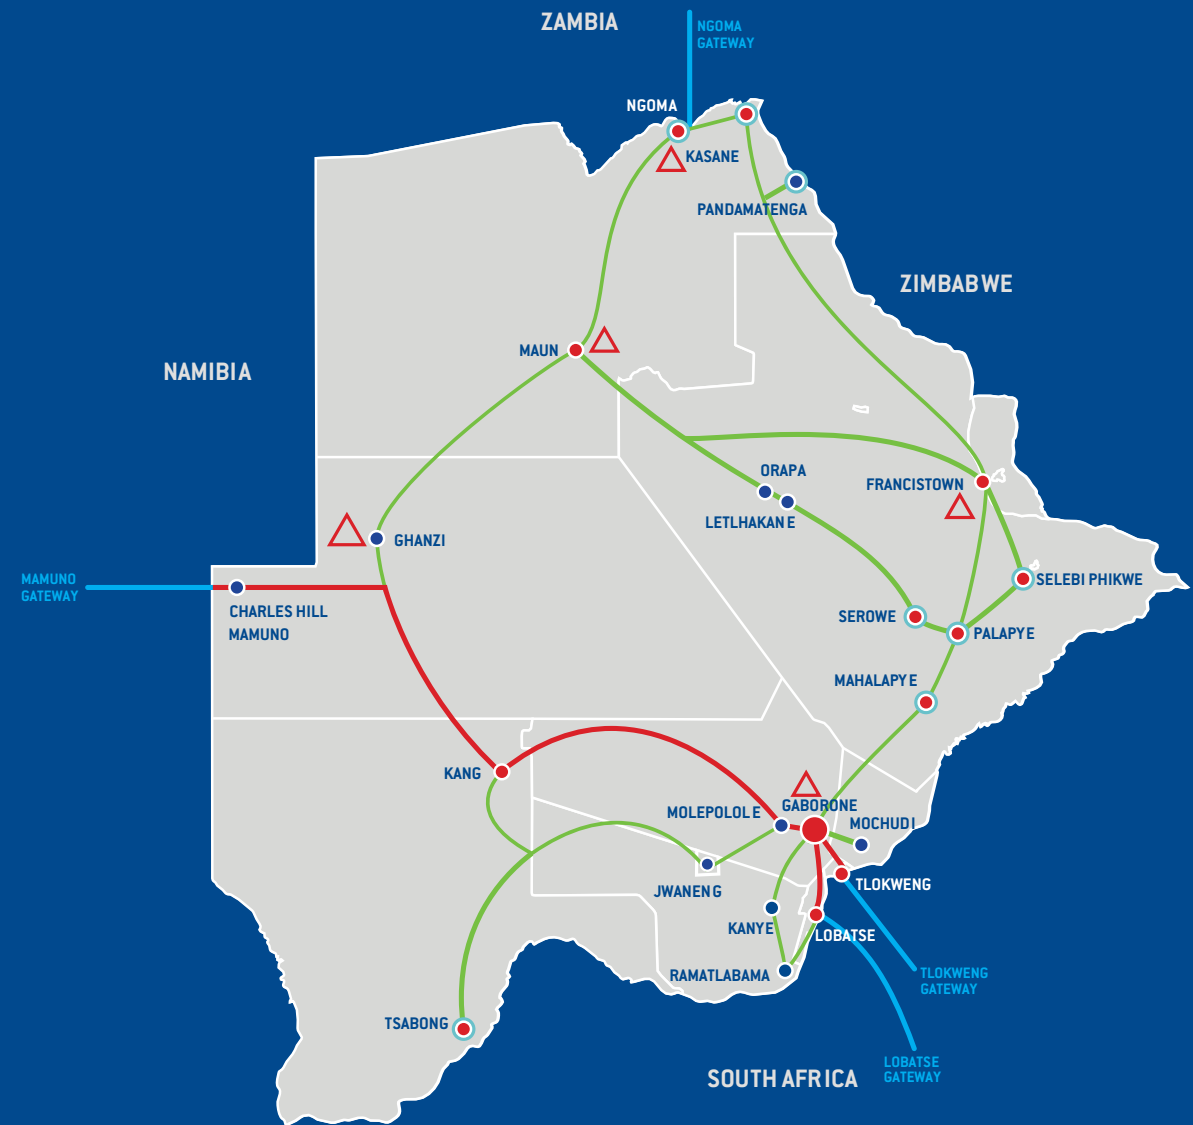 ZAMBIA
NGOMA
GATEWAY
NGOMA
KASANE
PANDAMATENGA
ZIMBABWE
MAUN
NAMIBIA
ORAPA
FRANCISTOWN
LETLHAKANE
GHANZI
MAMUNO
GATEWAY
SELEBI PHIKWE
CHARLES HILL
MAMUNO
SEROWE
PALAPYE
MAHALAPYE
KANG
GABORONE
MOLEPOLOLE
MOCHUDI
JWANENG
TLOKWENG
KANYE
LOBATSE
RAMATLABAMA
TLOKWENG
GATEWAY
TSABONG
LOBATSE
GATEWAY
SOUTH AFRICA